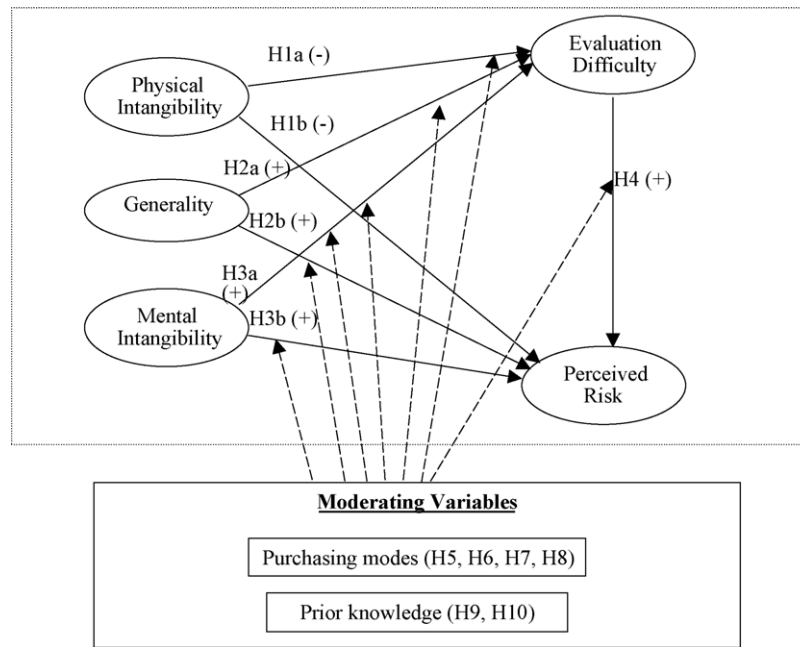 H1a (-)
Evaluation
Difficulty
Physical
Intangibility
H1b (-)
H2a (+)
H4 (+)
Generality
H2b (+)
H3a
(+)
Mental
Intangibility
H3b (+)
Perceived
Risk
Moderating Variables
Purchasing modes (H5, H6, H7, H8)
Prior knowledge (H9, H10)